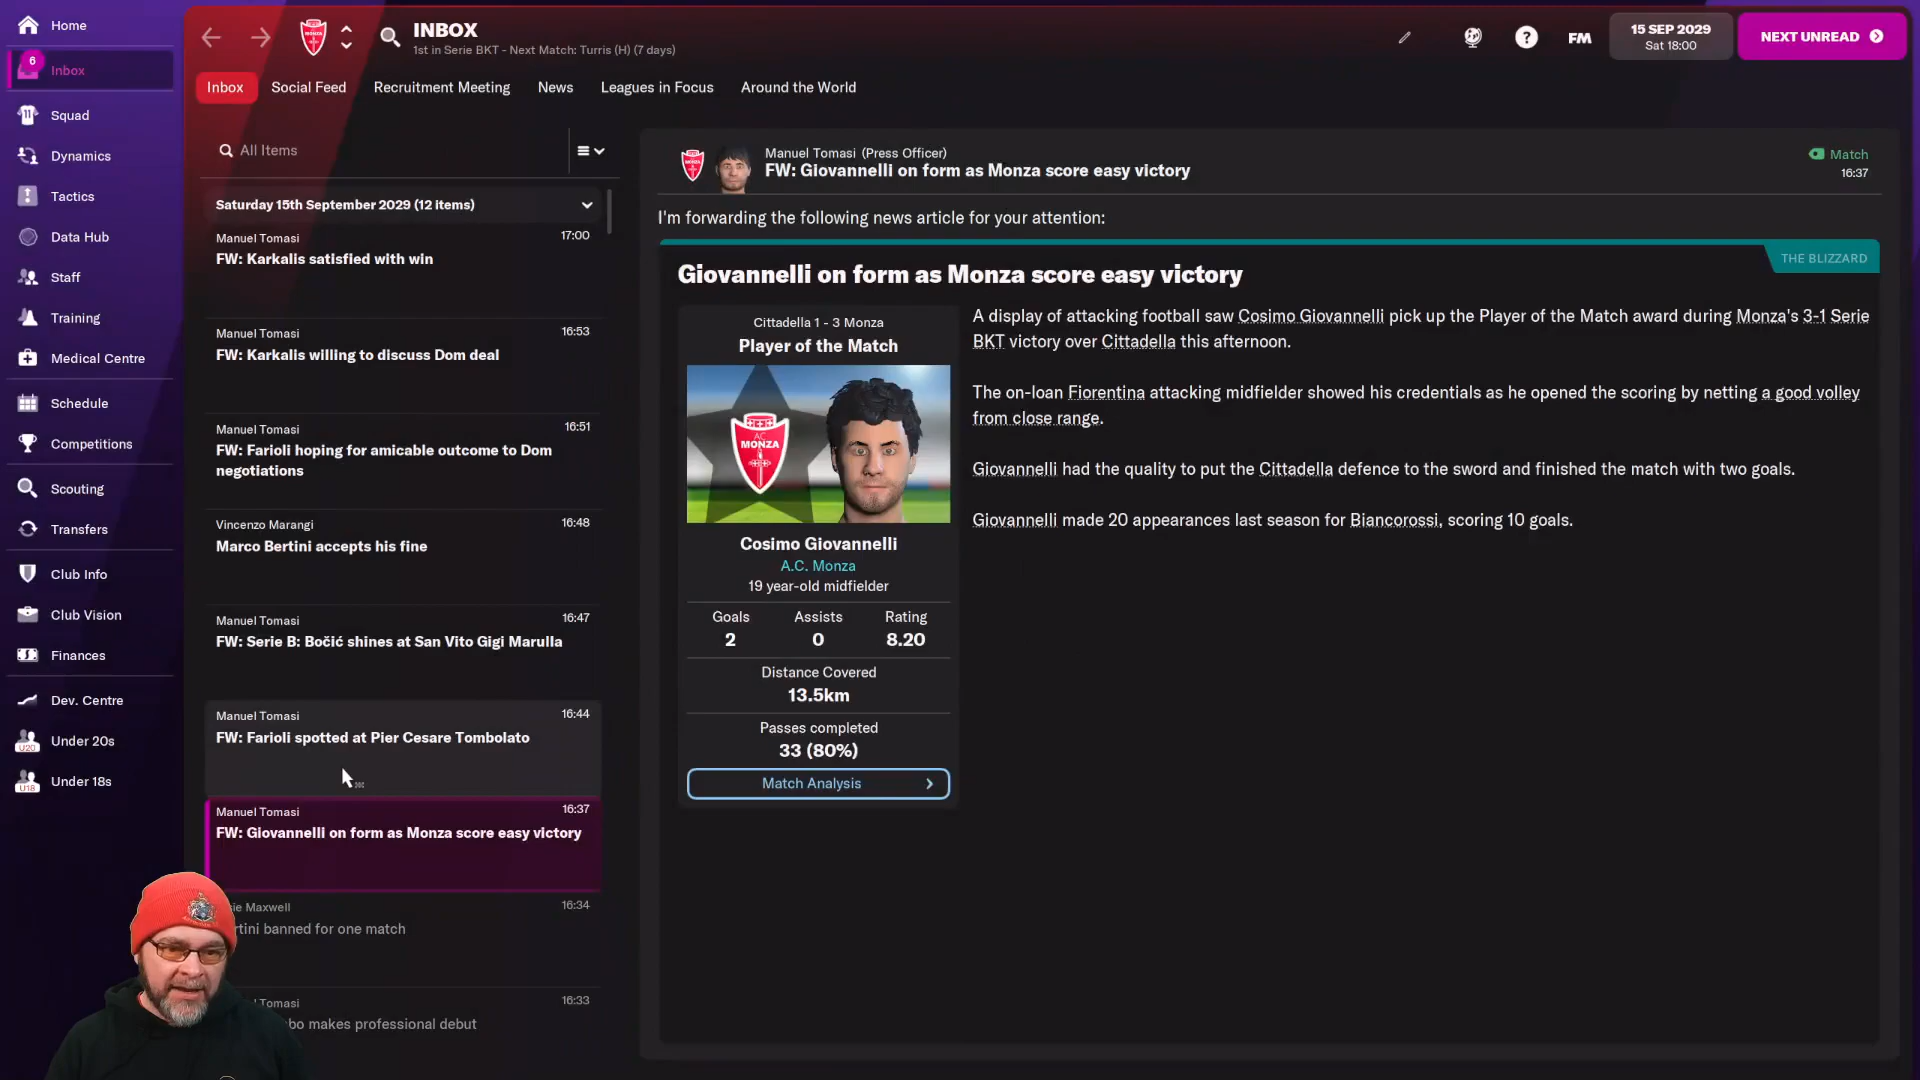 Home
6
Inbox
Squad
Dynamics
Tactics
Data Hub
Staff
Training
Medical Centre
Schedule
Competitions
Scouting
Transfers
Club Info
Club Vision
Finances
Dev. Centre
U20
Under 20s
U18
Under 18s
INBOX
1st in Serie BKT - Next Match: Turris (H) (7 days)
?
FM
15 SEP 2029
Sat 18:00
NEXT UNREAD
Inbox
Social Feed
Recruitment Meeting
News
Leagues in Focus
Around the World
All Items
Saturday 15th September 2029 (12 items)
Manuel Tomasi
17:00
FW: Karkalis satisfied with win
Manuel Tomasi
16:53
FW: Karkalis willing to discuss Dom deal
Manuel Tomasi
16:51
FW: Farioli hoping for amicable outcome to Dom
negotiations
Vincenzo Marangi
16:48
Marco Bertini accepts his fine
Manuel Tomasi
16:47
FW: Serie B: Bočić shines at San Vito Gigi Marulla
Manuel Tomasi
16:44
FW: Farioli spotted at Pier Cesare Tombolato
Manuel Tomasi
16:37
FW: Giovannelli on form as Monza score easy victory
Maxwell
16:34
banned for one match
Tomasi
16:33
makes professional debut
Manuel Tomasi (Press Officer)
FW: Giovannelli on form as Monza score easy victory
Match
16:37
I'm forwarding the following news article for your attention:
THE BLIZZARD
Giovannelli on form as Monza score easy victory
Cittadella 1 - 3 Monza
Player of the Match
AC
MONZA
Cosimo Giovannelli
A.C. Monza
19 year-old midfielder
Goals Assists Rating
2 0 8.20
Distance Covered
13.5km
Passes completed
33 (80%)
Match Analysis
A display of attacking football saw Cosimo Giovannelli pick up the Player of the Match award during Monza's 3-1 Serie
BKT victory over Cittadella this afternoon.
The on-loan Fiorentina attacking midfielder showed his credentials as he opened the scoring by netting a good volley
from close range.
Giovannelli had the quality to put the Cittadella defence to the sword and finished the match with two goals.
Giovannelli made 20 appearances last season for Biancorossi, scoring 10 goals.